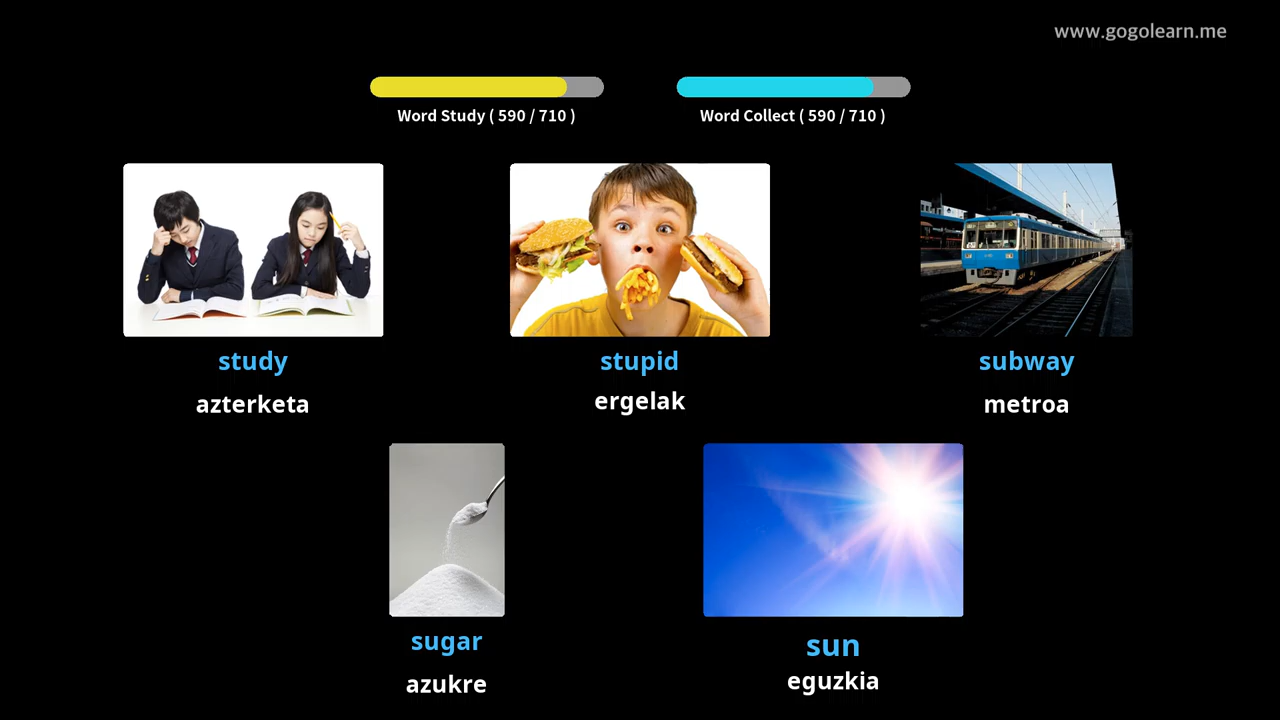 www.gogolearn.me
Word Study ( 590 / 710 )
Word Collect ( 590 / 710 )
study
stupid
subway
azterketa
ergelak
metroa
sugar
sun
azukre
eguzkia